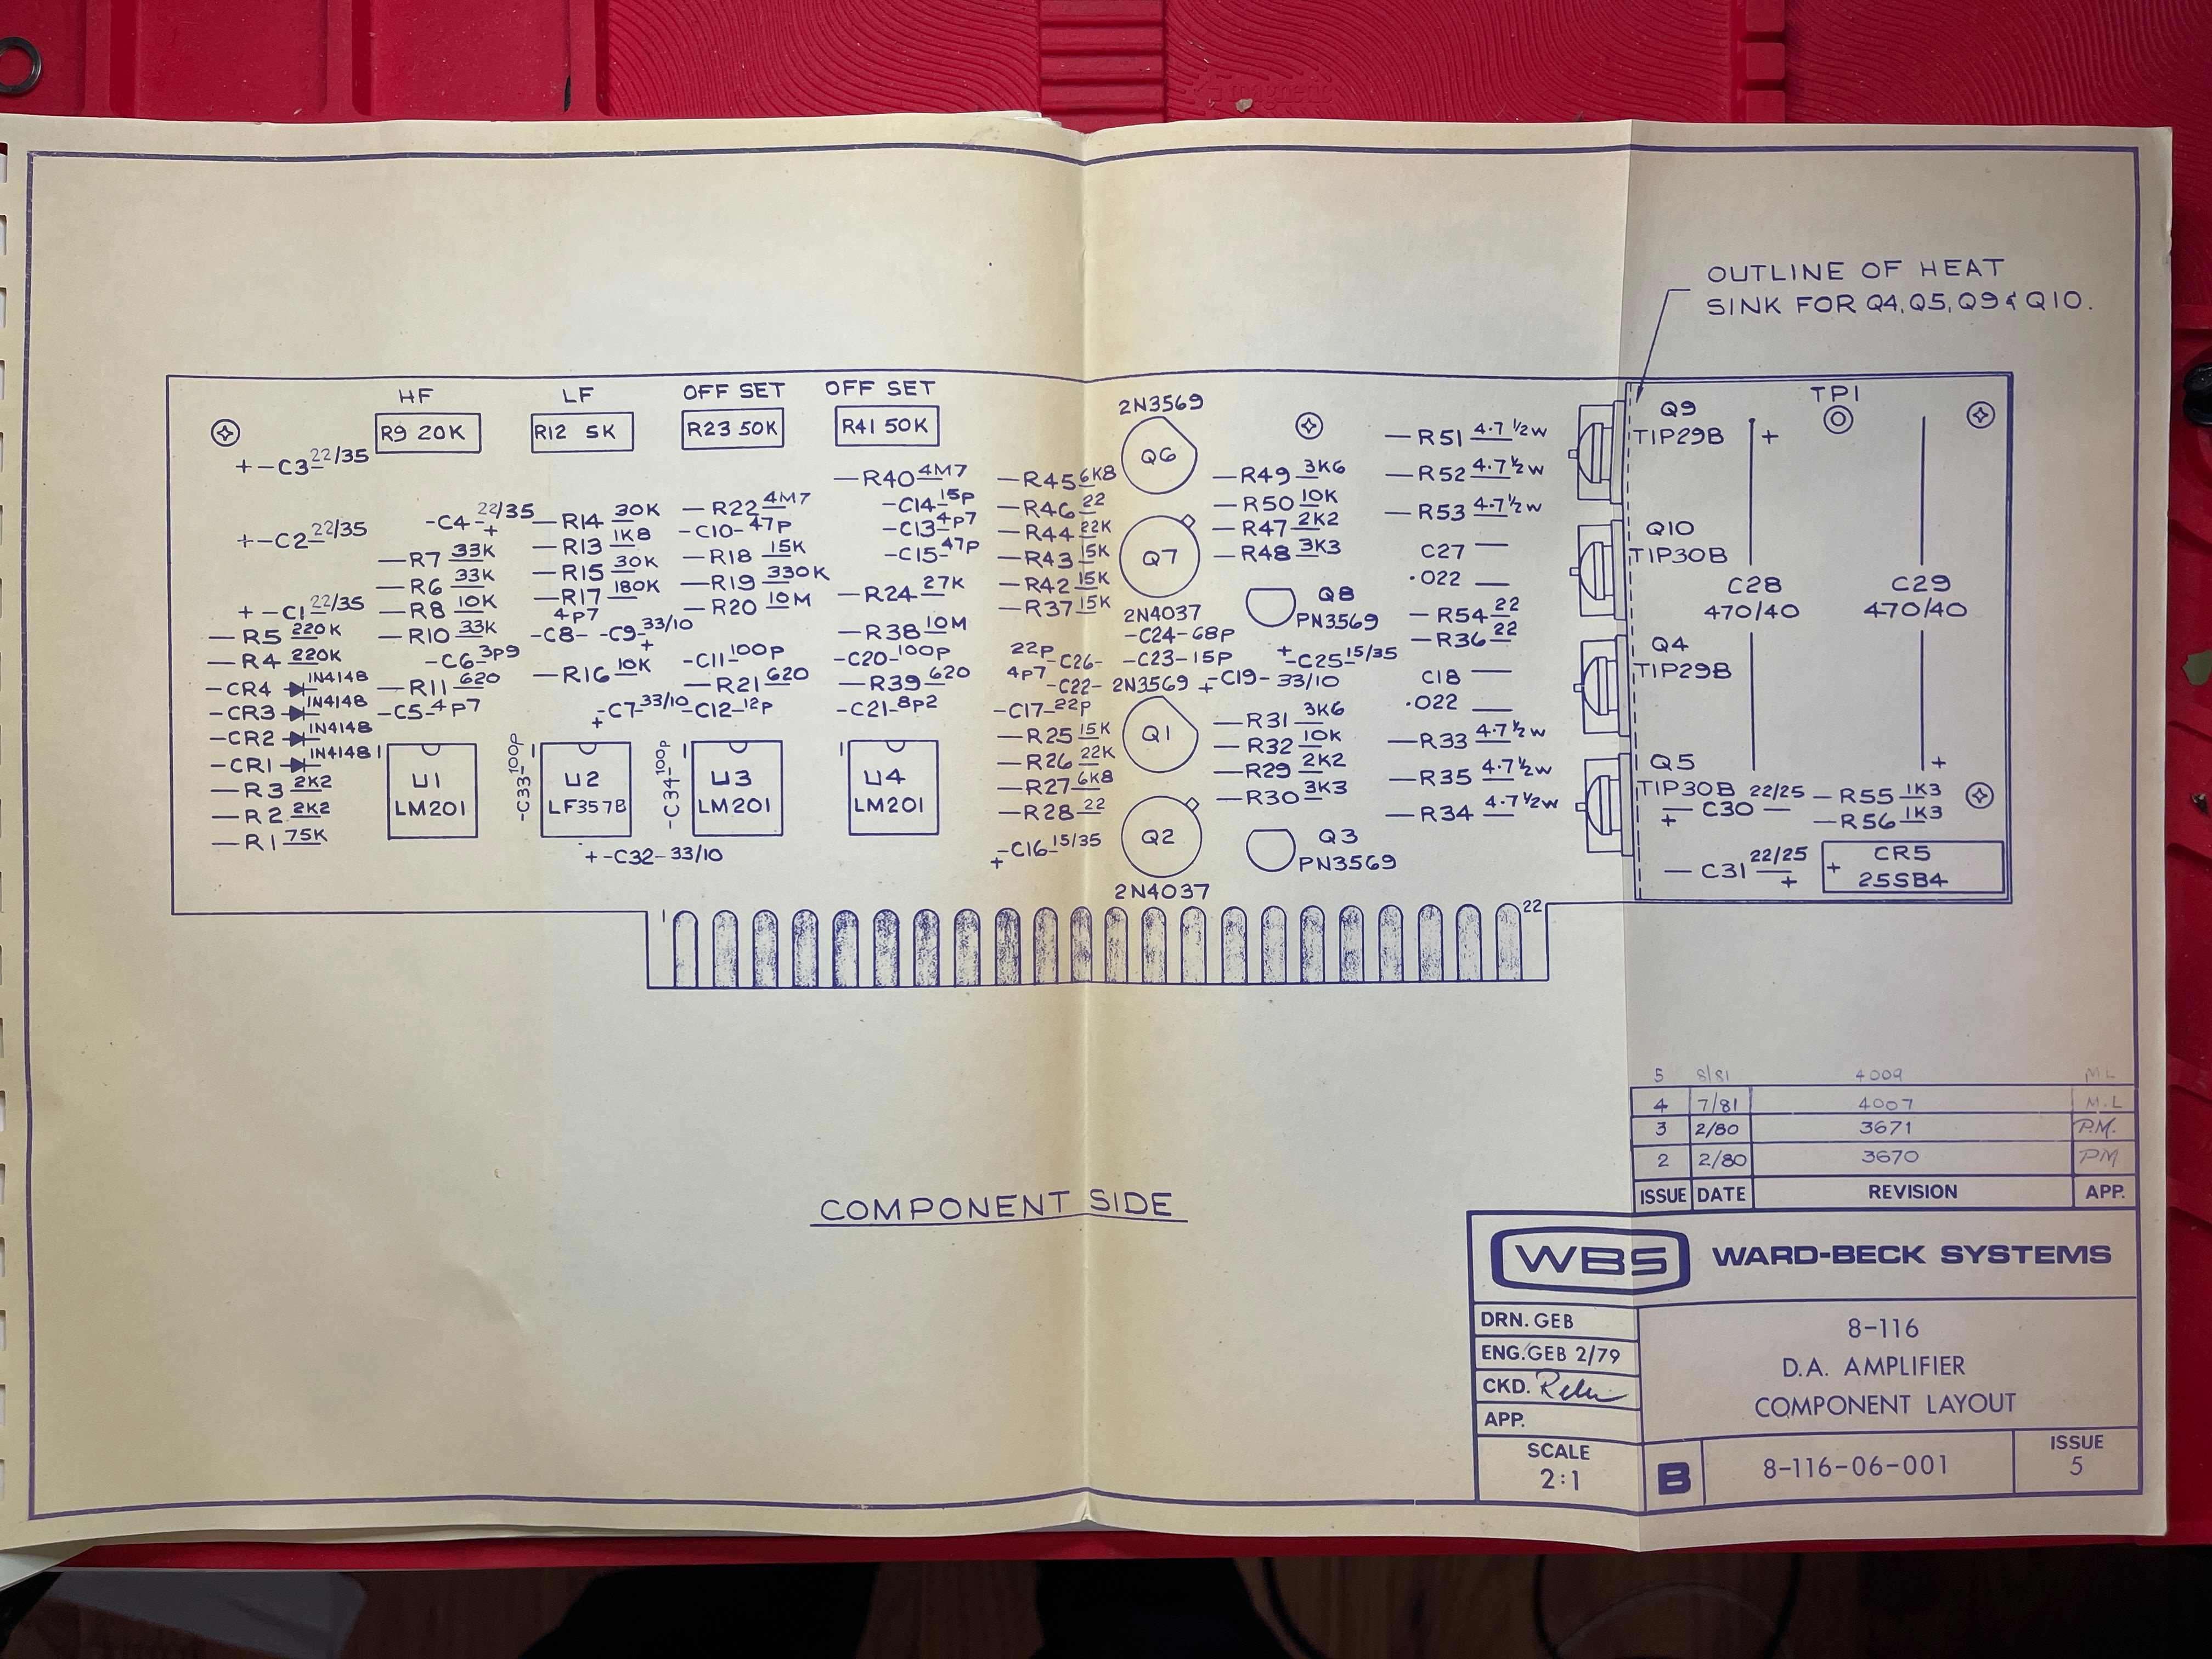 OUTLINE OF HEAT
SINK FOR Q4, Q5, Q9 & Q10.
HF
R9 20K
LF
R12 5K
OFF SET
R23 50K
OFF SET
R41 50K
+-C3- 22/35
+-C2- 22/35
+-C1- 22/35
R5 220K
R4 220K
CR4 IN4148
CR3 IN4148
CR2 IN4148
CR1 IN4148
R3 2K2
R2 2K2
R1 75K
-C4- 22/35 +
R7 33K
R6 33K
R8 10K
R10 33K
-C6- 3p9
R11 620
-C5- 4p7
1
U1
LM201
R14 30K
R13 1K8
R15 30K
R17 180K
4p7
-C8- -C9- 33/10
+
R16 10K
-C7- 33/10
+
-C33- 100p
1
U2
LF357B
+-C32- 33/10
R22 4M7
-C10- 47p
R18 15K
R19 330K
R20 10M
-C11- 100p
R21 620
-C12- 12p
-C34- 100p
1
U3
LM201
R40 4M7
-C14- 15p
-C13- 4p7
-C15- 47p
R24 27K
R38 10M
-C20- 100p
R39 620
-C21- 8p2
1
U4
LM201
R45 6K8
R46 22
R44 22K
R43 15K
R42 15K
R37 15K
22p -C26-
4p7 -C22-
-C17- 22p
R25 15K
R26 22K
R27 6K8
R28 22
-C16- 15/35
+
2N3569
Q6
Q7
2N4037
-C24- 68p
-C23- 15p
2N3569
Q1
Q2
2N4037
R49 3K6
R50 10K
R47 2K2
R48 3K3
Q8
PN3569
+
-C25- 15/35
+-C19- 33/10
R31 3K6
R32 10K
R29 2K2
R30 3K3
Q3
PN3569
R51 4.7 ½W
R52 4.7 ½W
R53 4.7 ½W
C27
.022
R54 22
R36 22
C18
.022
R33 4.7 ½W
R35 4.7 ½W
R34 4.7 ½W
Q9
TIP29B
Q10
TIP30B
Q4
TIP29B
Q5
TIP30B
TP1
+
C28
470/40
C29
470/40
+
C30 22/25
+
R55 1K3
R56 1K3
C31 22/25
+
+ CR5
25SB4
1
22
COMPONENT SIDE
5 8/81 4009 ML
4 7/81 4007 M.L
3 2/80 3671 P.M.
2 2/80 3670 PM
ISSUE DATE REVISION APP.
WBS WARD-BECK SYSTEMS
DRN. GEB
ENG. GEB 2/79
CKD.
APP.
SCALE
2:1
8-116
D.A. AMPLIFIER
COMPONENT LAYOUT
B
8-116-06-001
ISSUE
5